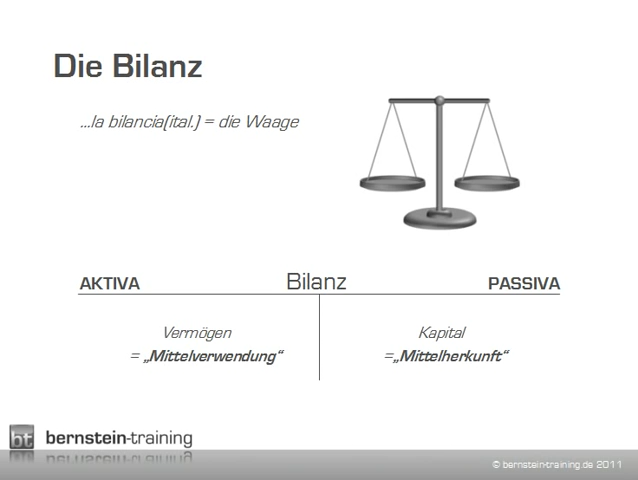 Die Bilanz
...la bilancia(ital.) = die Waage
AKTIVA Bilanz PASSIVA
Vermögen Kapital
= „Mittelverwendung“ =„Mittelherkunft“
bt bernstein-training
© bernstein-training.de 2011